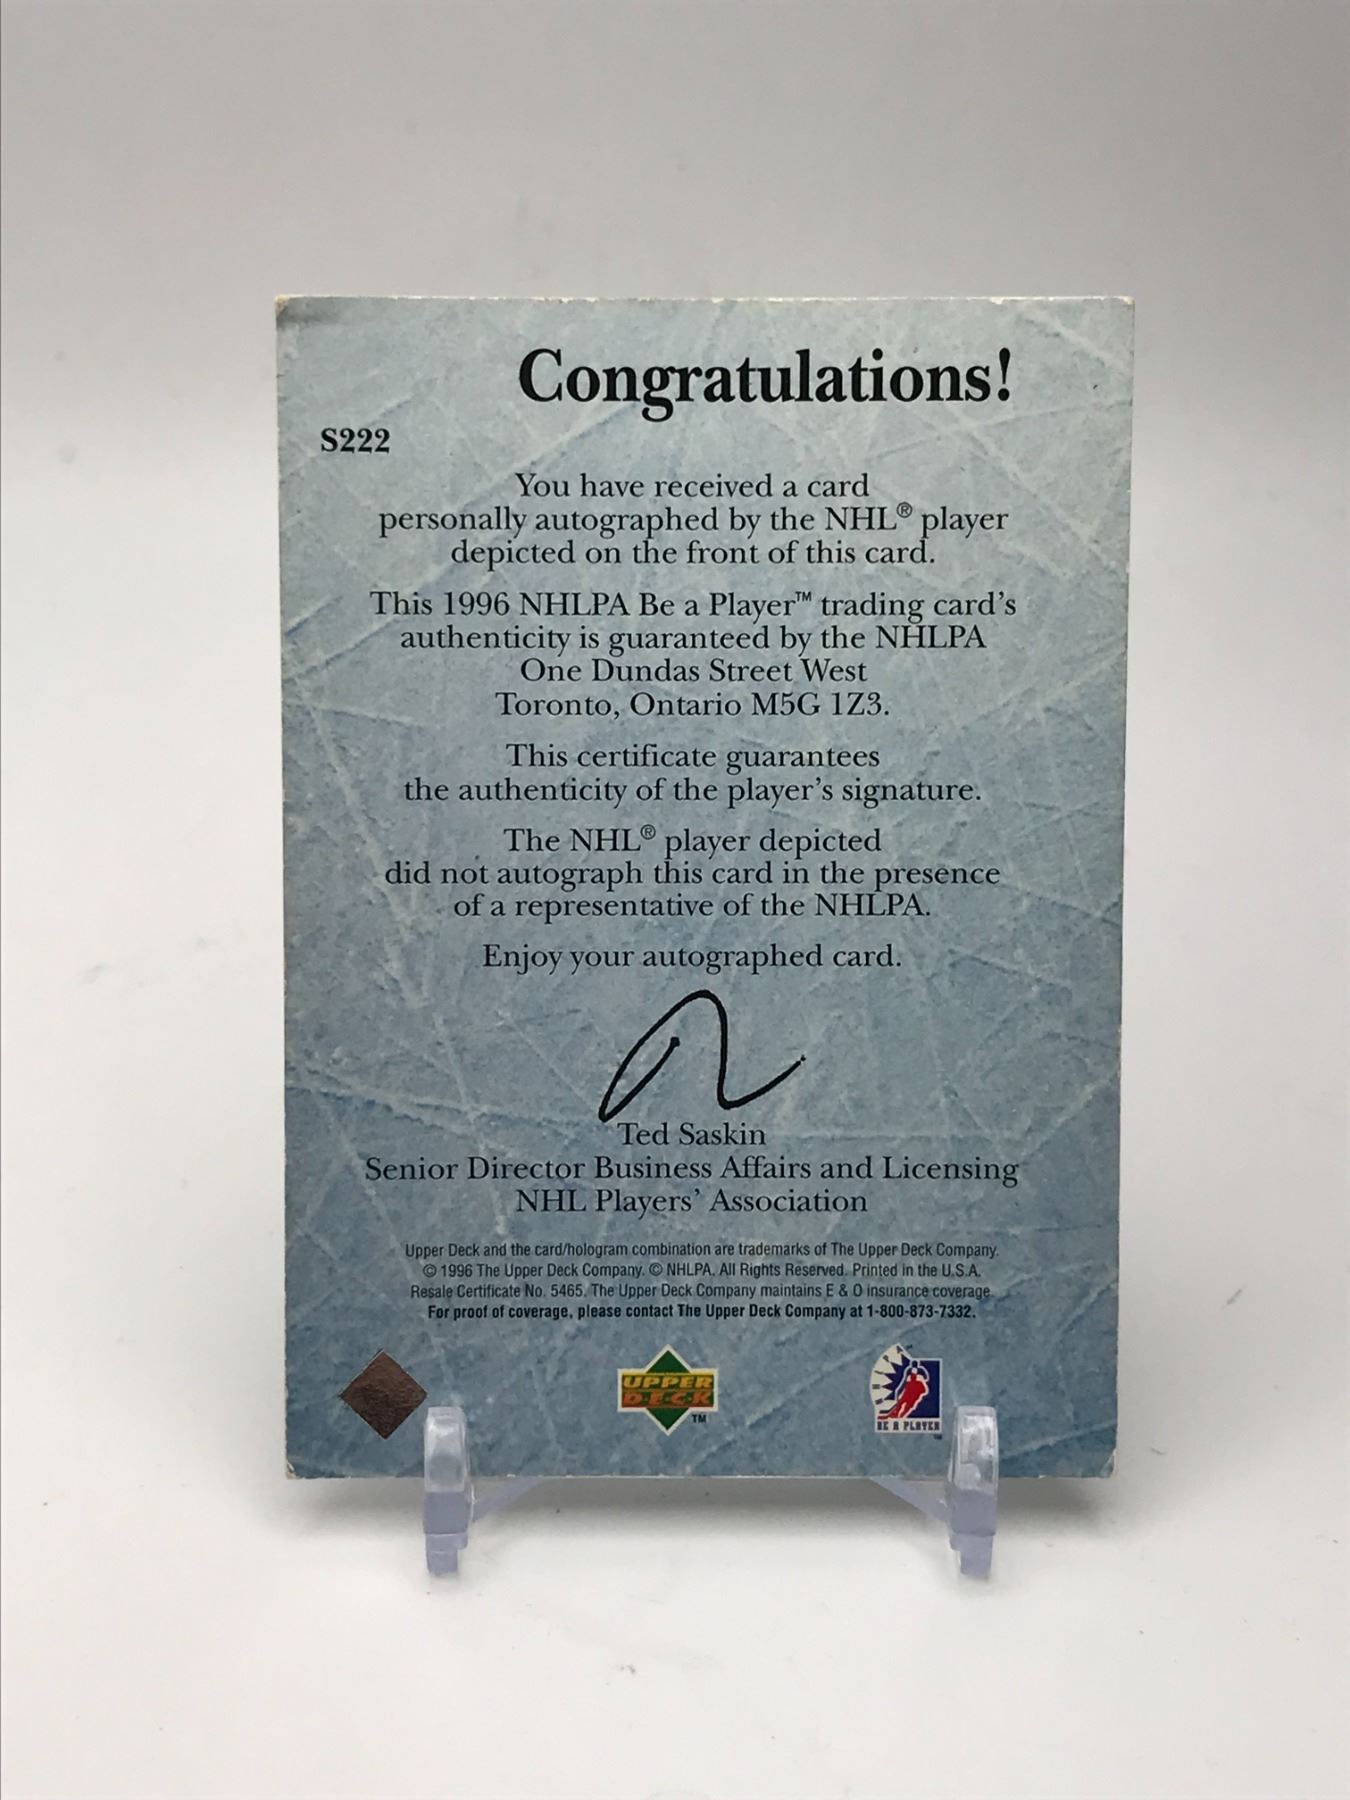 Congratulations!
S222
You have received a card
personally autographed by the NHL® player
depicted on the front of this card.
This 1996 NHLPA Be a Player™ trading card's
authenticity is guaranteed by the NHLPA
One Dundas Street West
Toronto, Ontario M5G 1Z3.
This certificate guarantees
the authenticity of the player's signature.
The NHL® player depicted
did not autograph this card in the presence
of a representative of the NHLPA.
Enjoy your autographed card.
Ted Saskin
Senior Director Business Affairs and Licensing
NHL Players' Association
Upper Deck and the card/hologram combination are trademarks of The Upper Deck Company.
© 1996 The Upper Deck Company. © NHLPA. All Rights Reserved. Printed in the U.S.A.
Resale Certificate No. 5465. The Upper Deck Company maintains E & O insurance coverage.
For proof of coverage, please contact The Upper Deck Company at 1-800-873-7332.
UPPER
DECK
TM
NHLPA
BE A PLAYER